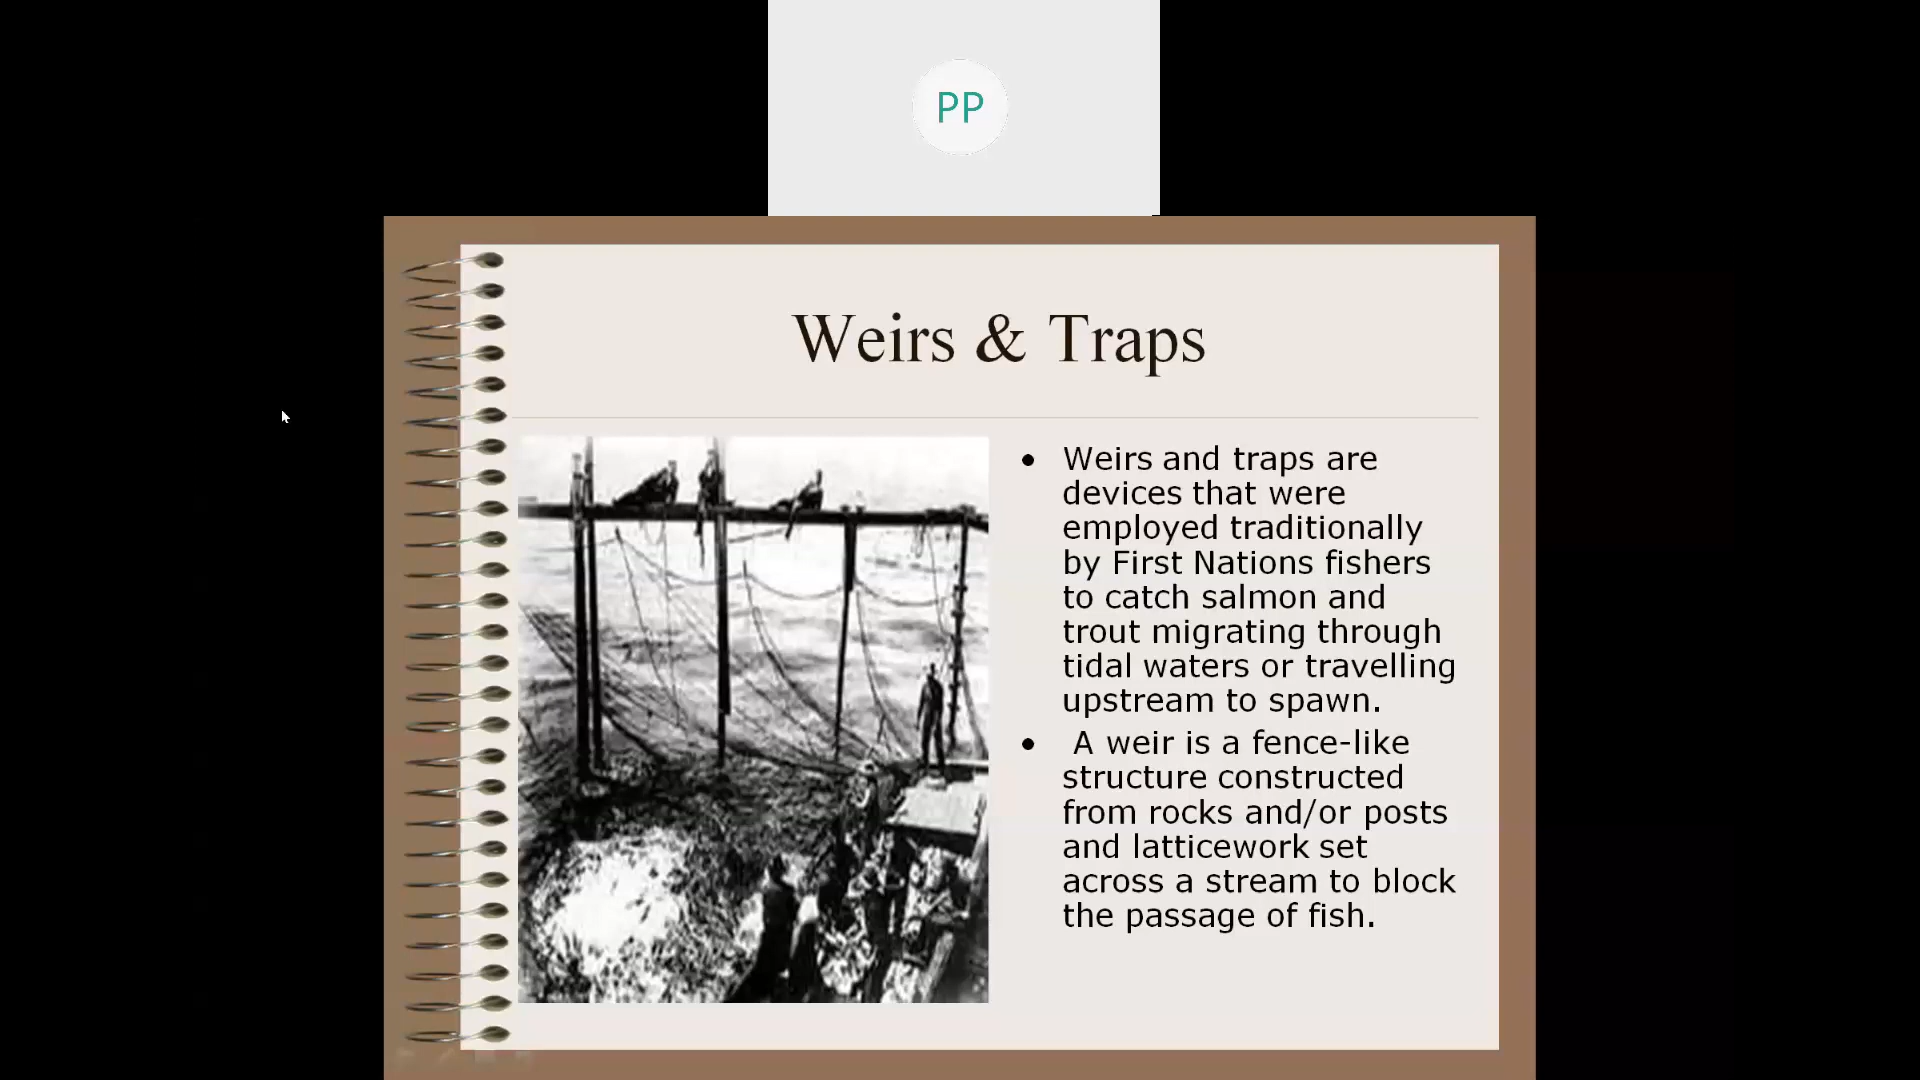 PP
Weirs & Traps
• Weirs and traps are
devices that were
employed traditionally
by First Nations fishers
to catch salmon and
trout migrating through
tidal waters or travelling
upstream to spawn.
• A weir is a fence-like
structure constructed
from rocks and/or posts
and latticework set
across a stream to block
the passage of fish.